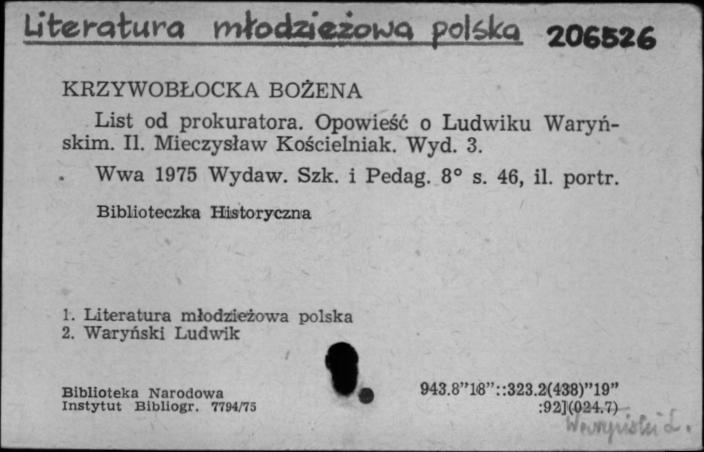 Literatura młodzieżowa polska 206526
KRZYWOBŁOCKA BOŻENA
List od prokuratora. Opowieść o Ludwiku Waryń-
skim. Il. Mieczysław Kościelniak. Wyd. 3.
Wwa 1975 Wydaw. Szk. i Pedag. 8° s. 46, il. portr.
Biblioteczka Historyczna
1. Literatura młodzieżowa polska
2. Waryński Ludwik
Biblioteka Narodowa
Instytut Bibliogr. 7794/75
943.8”18”::323.2(438)”19”
:92](024.7)
Waryński L.